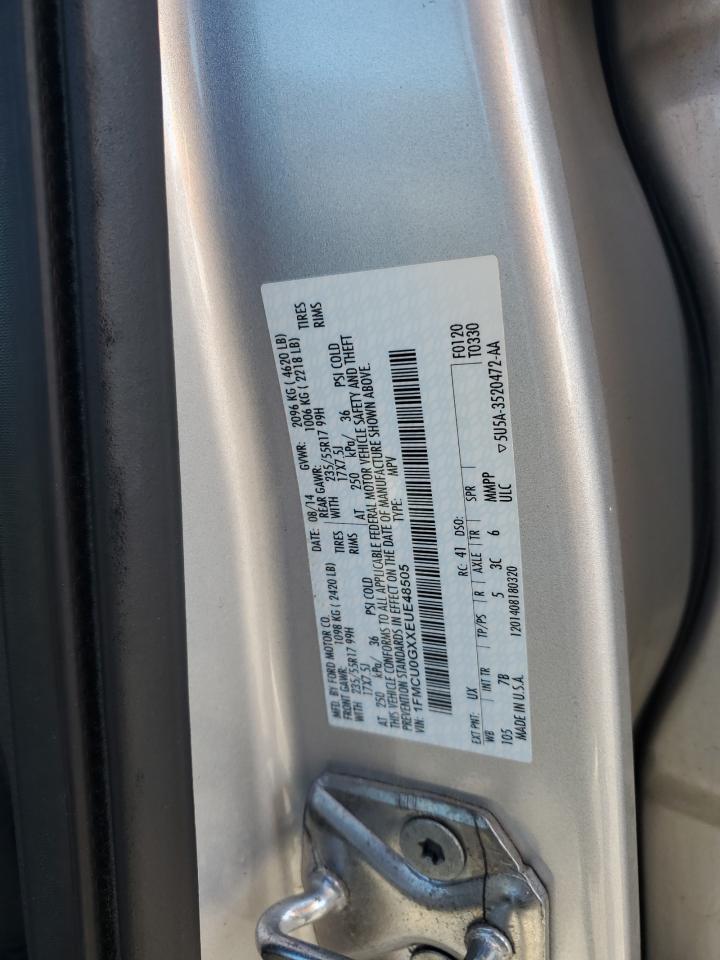 MFD. BY FORD MOTOR CO. DATE: 08/14 GVWR: 2096 KG ( 4620 LB)
FRONT GAWR: 1098 KG ( 2420 LB) REAR GAWR: 1006 KG ( 2218 LB)
WITH 235/55R17 99H TIRES WITH 235/55R17 99H TIRES
17X7.5J RIMS 17X7.5J RIMS
AT 250 kPa/ 36 PSI COLD AT 250 kPa/ 36 PSI COLD
THIS VEHICLE CONFORMS TO ALL APPLICABLE FEDERAL MOTOR VEHICLE SAFETY AND THEFT
PREVENTION STANDARDS IN EFFECT ON THE DATE OF MANUFACTURE SHOWN ABOVE.
VIN: 1FMCU0GXXEUE48505 TYPE: MPV
F0120
T0330
EXT PNT: UX RC: 41 DSO:
WB INT TR TP/PS R AXLE TR SPR
105 7B 5 3C 6 MMPP
MADE IN U.S.A. 1201408180320 ULC ▽5U5A-3520472-AA